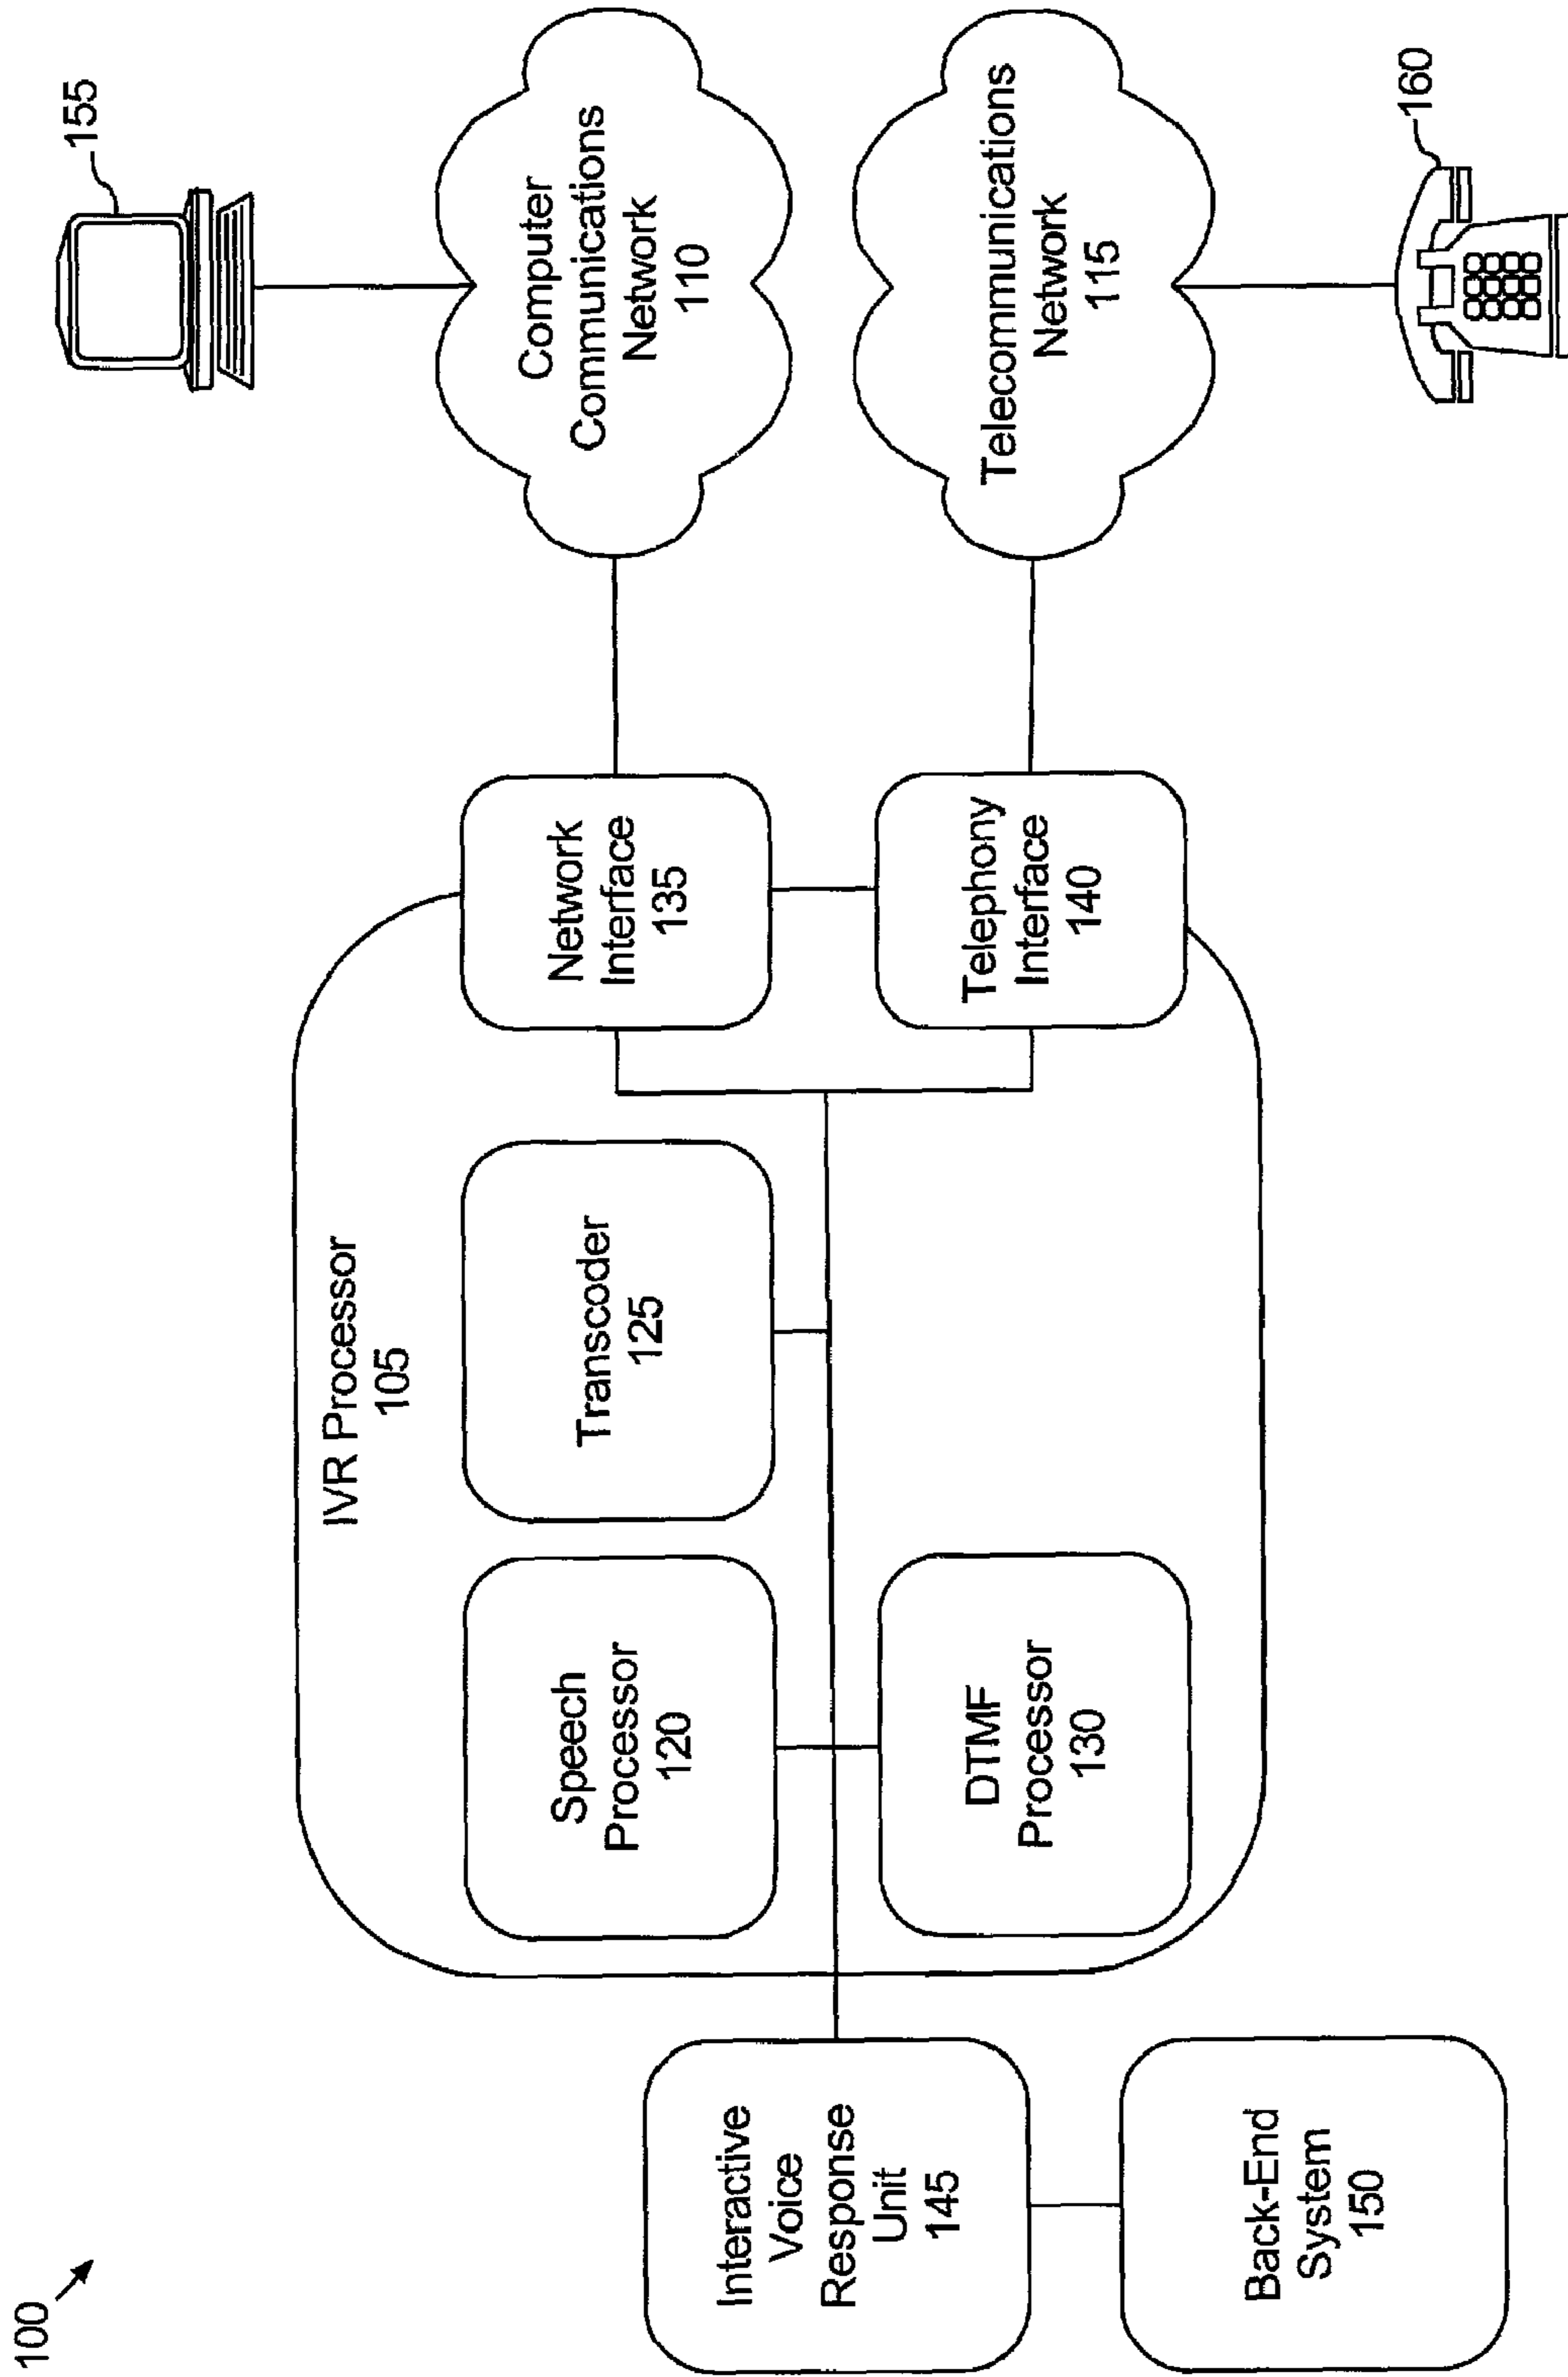 100
IVR Processor
105
Interactive
Voice
Response
Unit
145
Back-End
System
150
Speech
Processor
120
DTMF
Processor
130
Transcoder
125
Network
Interface
135
Telephony
Interface
140
Computer
Communications
Network
110
Telecommunications
Network
115
155
160